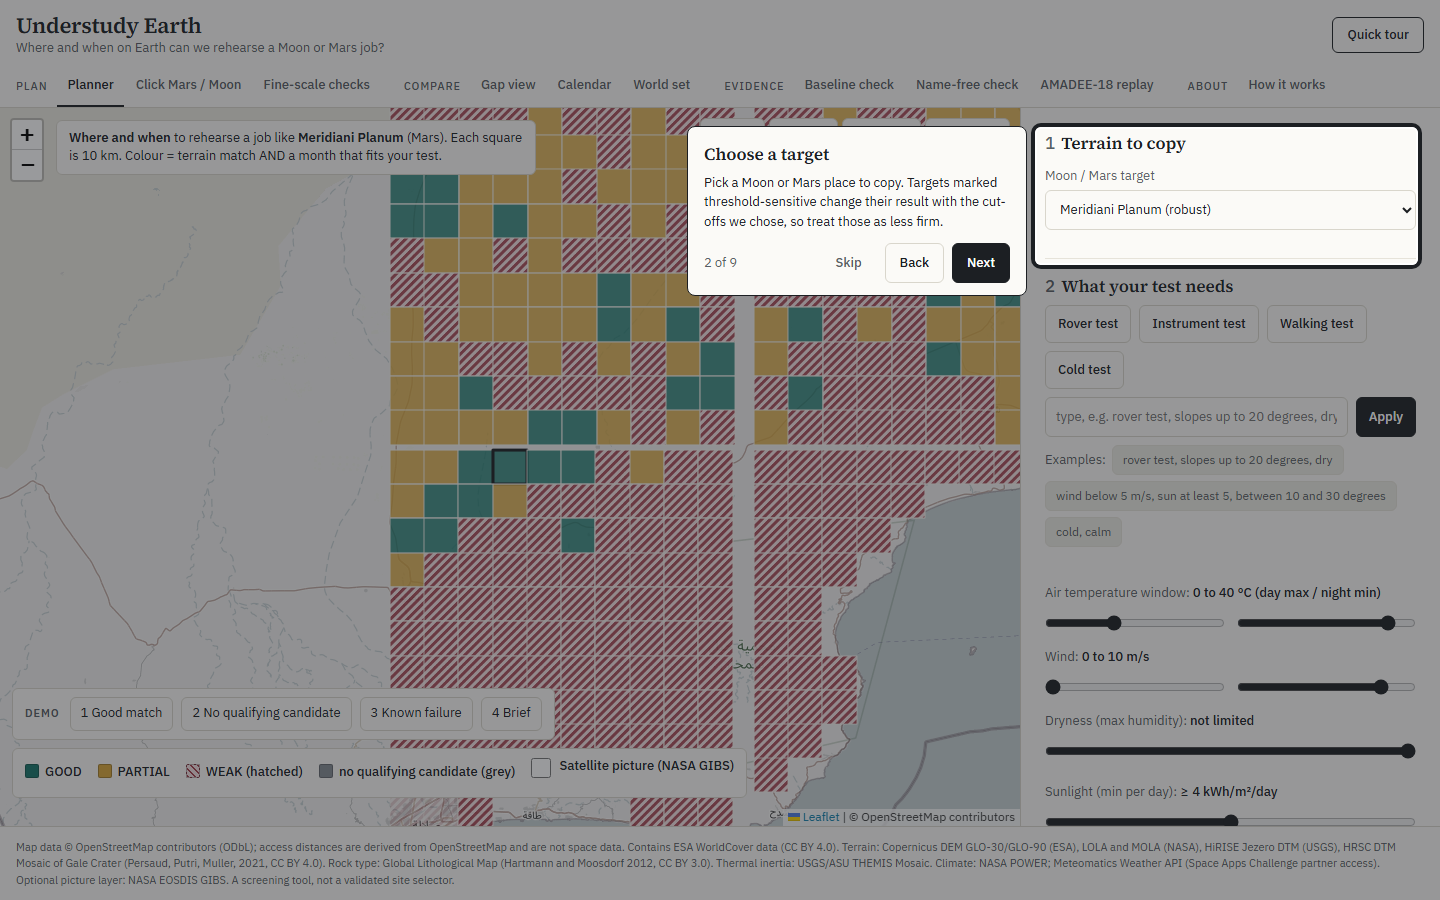 Understudy Earth
Where and when on Earth can we rehearse a Moon or Mars job?
Quick tour
PLAN Planner Click Mars / Moon Fine-scale checks COMPARE Gap view Calendar World set EVIDENCE Baseline check Name-free check AMADEE-18 replay ABOUT How it works
+
−
Where and when to rehearse a job like Meridiani Planum (Mars). Each square
is 10 km. Colour = terrain match AND a month that fits your test.
Choose a target
Pick a Moon or Mars place to copy. Targets marked
threshold-sensitive change their result with the cut-
offs we chose, so treat those as less firm.
2 of 9 Skip Back Next
1 Terrain to copy
Moon / Mars target
Meridiani Planum (robust)
2 What your test needs
Rover test Instrument test Walking test
Cold test
type, e.g. rover test, slopes up to 20 degrees, dry
Apply
Examples: rover test, slopes up to 20 degrees, dry
wind below 5 m/s, sun at least 5, between 10 and 30 degrees
cold, calm
Air temperature window: 0 to 40 °C (day max / night min)
Wind: 0 to 10 m/s
Dryness (max humidity): not limited
Sunlight (min per day): ≥ 4 kWh/m²/day
DEMO 1 Good match 2 No qualifying candidate 3 Known failure 4 Brief
GOOD PARTIAL WEAK (hatched) no qualifying candidate (grey) Satellite picture (NASA GIBS)
طاقة
Leaflet | © OpenStreetMap contributors
Map data © OpenStreetMap contributors (ODbL); access distances are derived from OpenStreetMap and are not space data. Contains ESA WorldCover data (CC BY 4.0). Terrain: Copernicus DEM GLO-30/GLO-90 (ESA), LOLA and MOLA (NASA), HiRISE Jezero DTM (USGS), HRSC DTM
Mosaic of Gale Crater (Persaud, Putri, Muller, 2021, CC BY 4.0). Rock type: Global Lithological Map (Hartmann and Moosdorf 2012, CC BY 3.0). Thermal inertia: USGS/ASU THEMIS Mosaic. Climate: NASA POWER; Meteomatics Weather API (Space Apps Challenge partner access).
Optional picture layer: NASA EOSDIS GIBS. A screening tool, not a validated site selector.